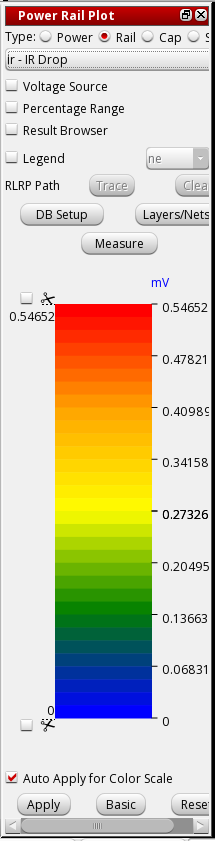 Power Rail Plot
Type: Power Rail Cap S
ir - IR Drop
Voltage Source
Percentage Range
Result Browser
Legend ne
RLRP Path Trace Clea
DB Setup Layers/Nets
Measure
mV
0.54652 0.54652
0.47821
0.40989
0.34158
0.27326
0.20495
0.13663
0.06831
0 0
Auto Apply for Color Scale
Apply Basic Rese